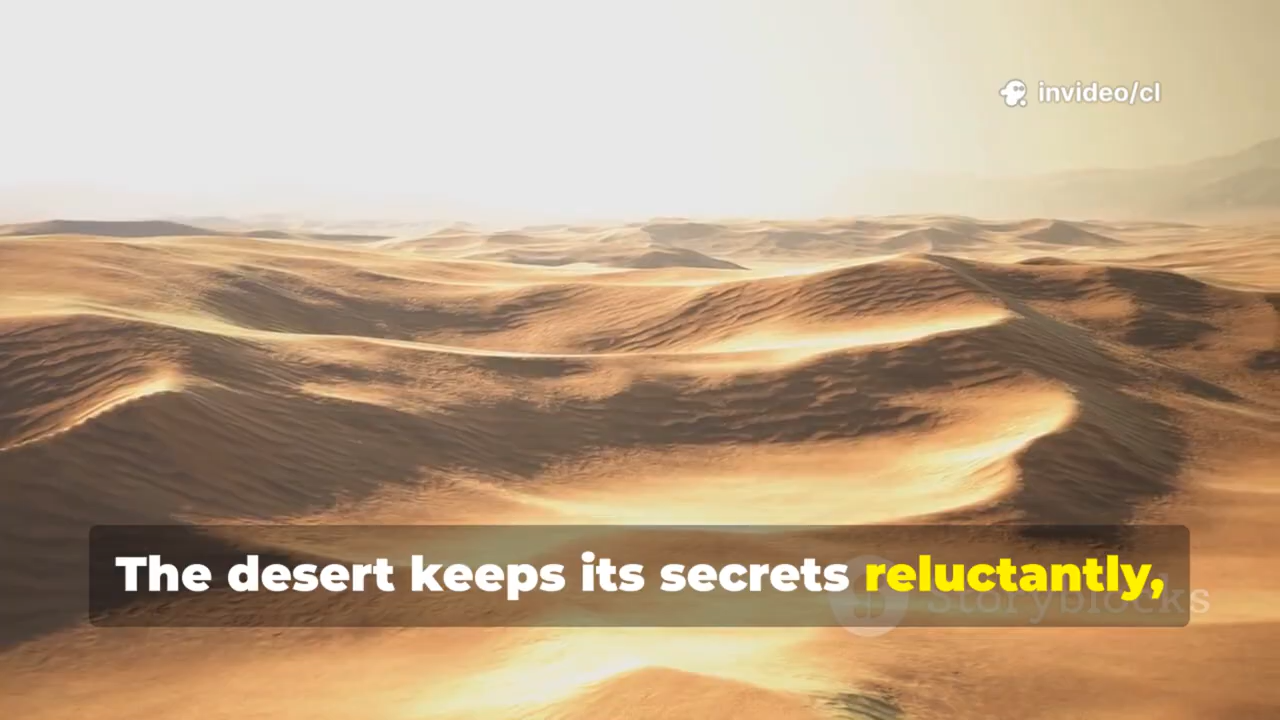 invideo/cl
The desert keeps its secrets reluctantly,
Storyblocks